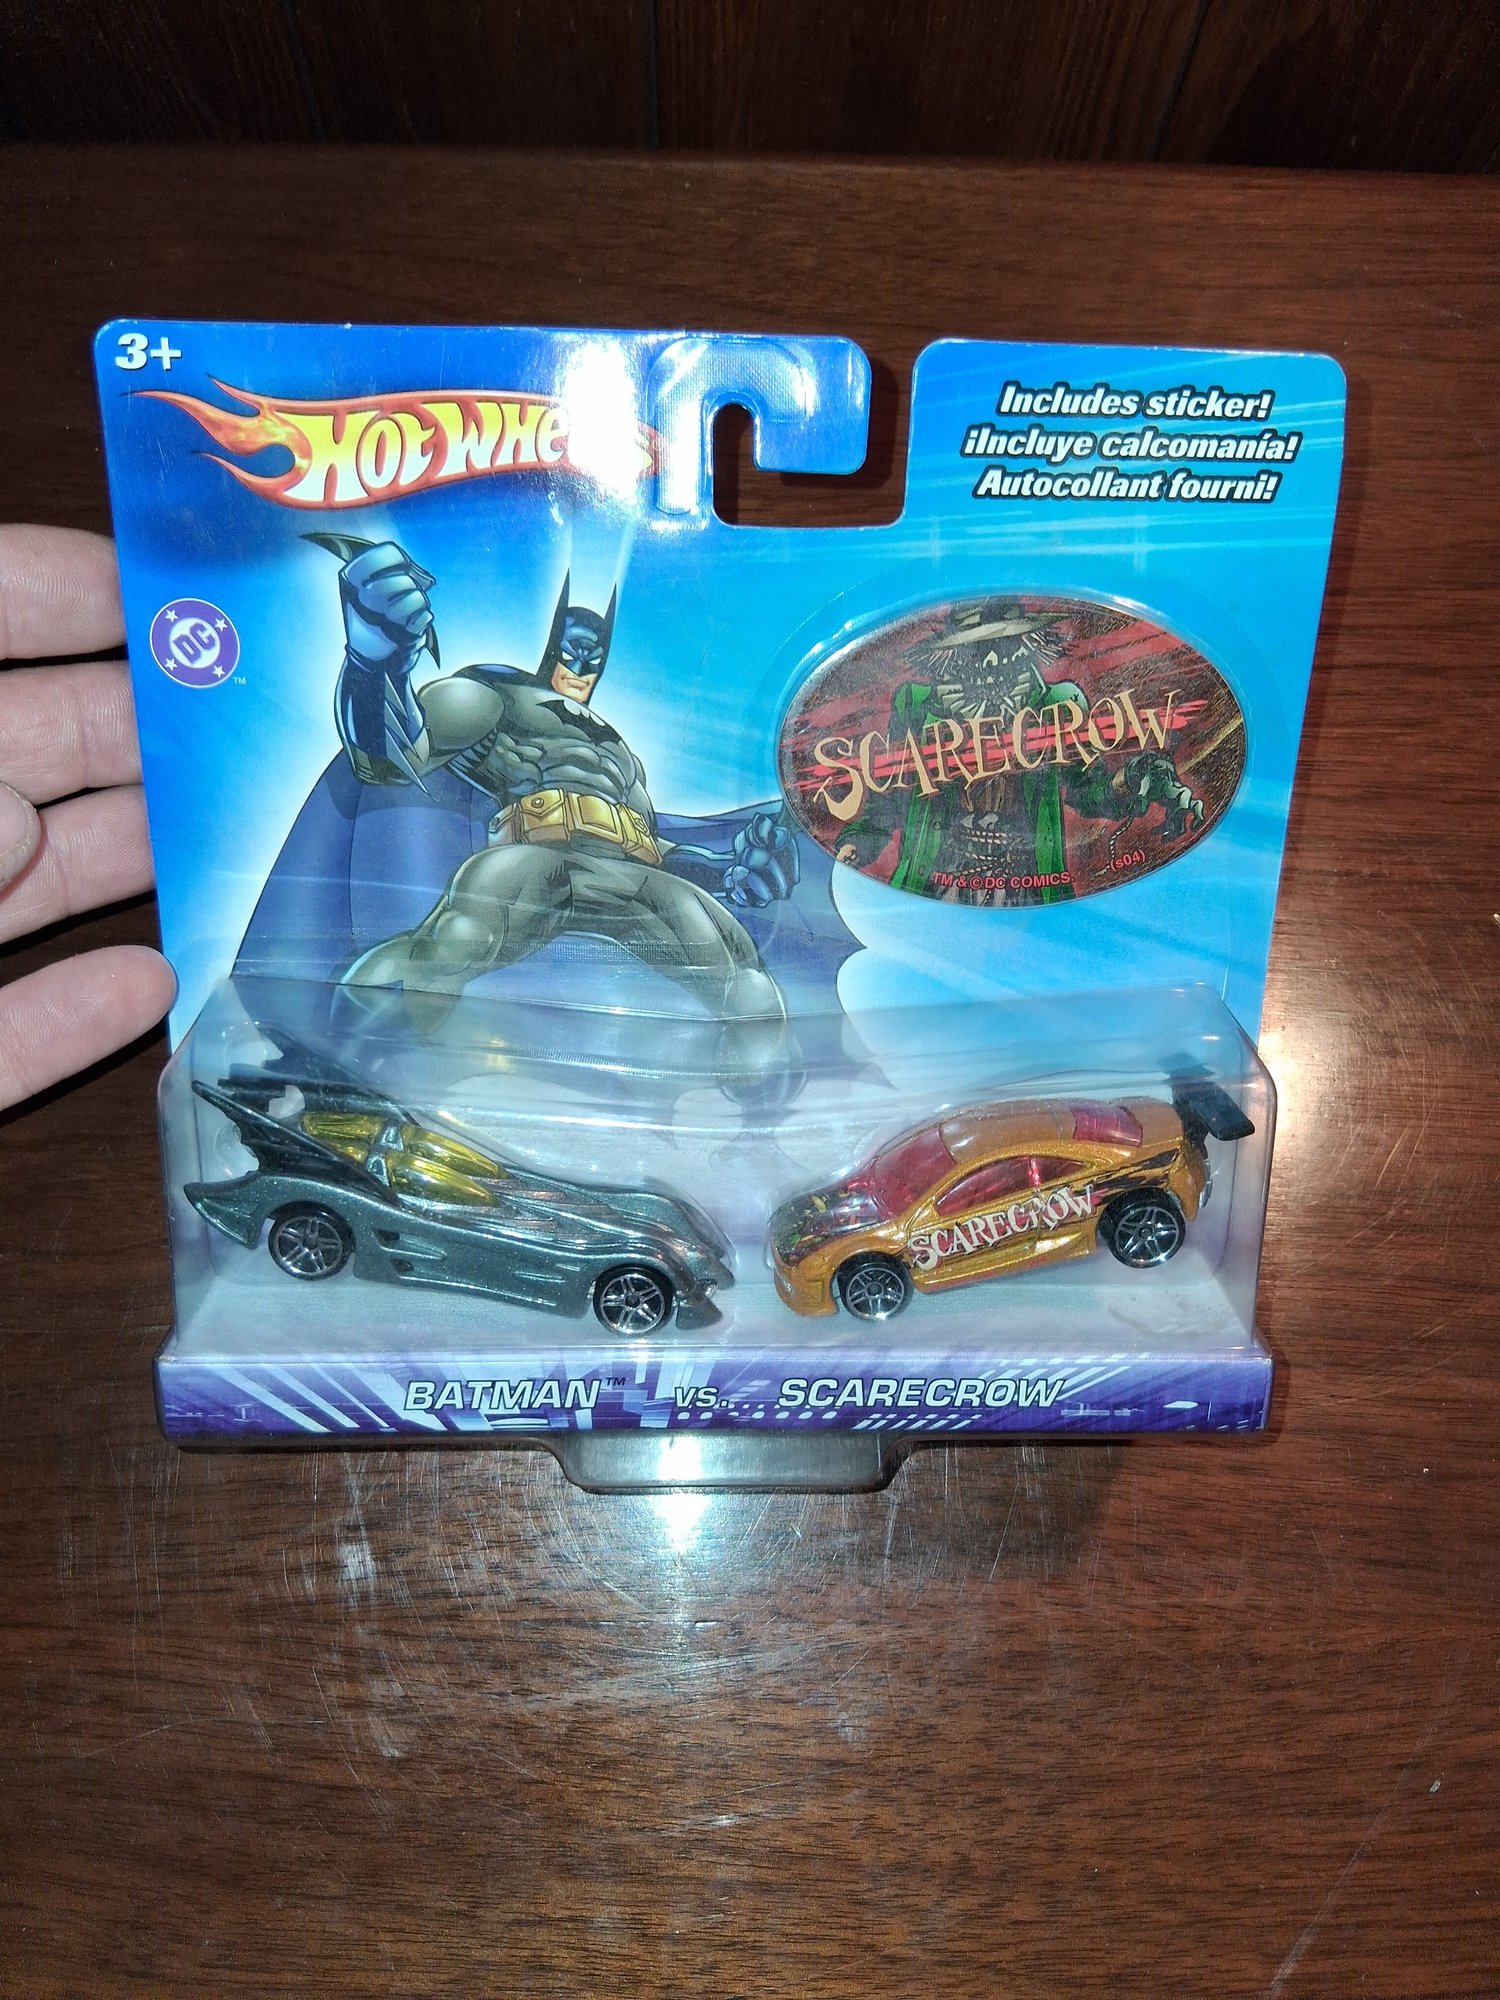 3+
HOT WHEELS
Includes sticker!
¡Incluye calcomanía!
Autocollant fourni!
DC
TM
SCARECROW
(s04)
TM & © DC COMICS.
SCARECROW
BATMAN™ vs. SCARECROW